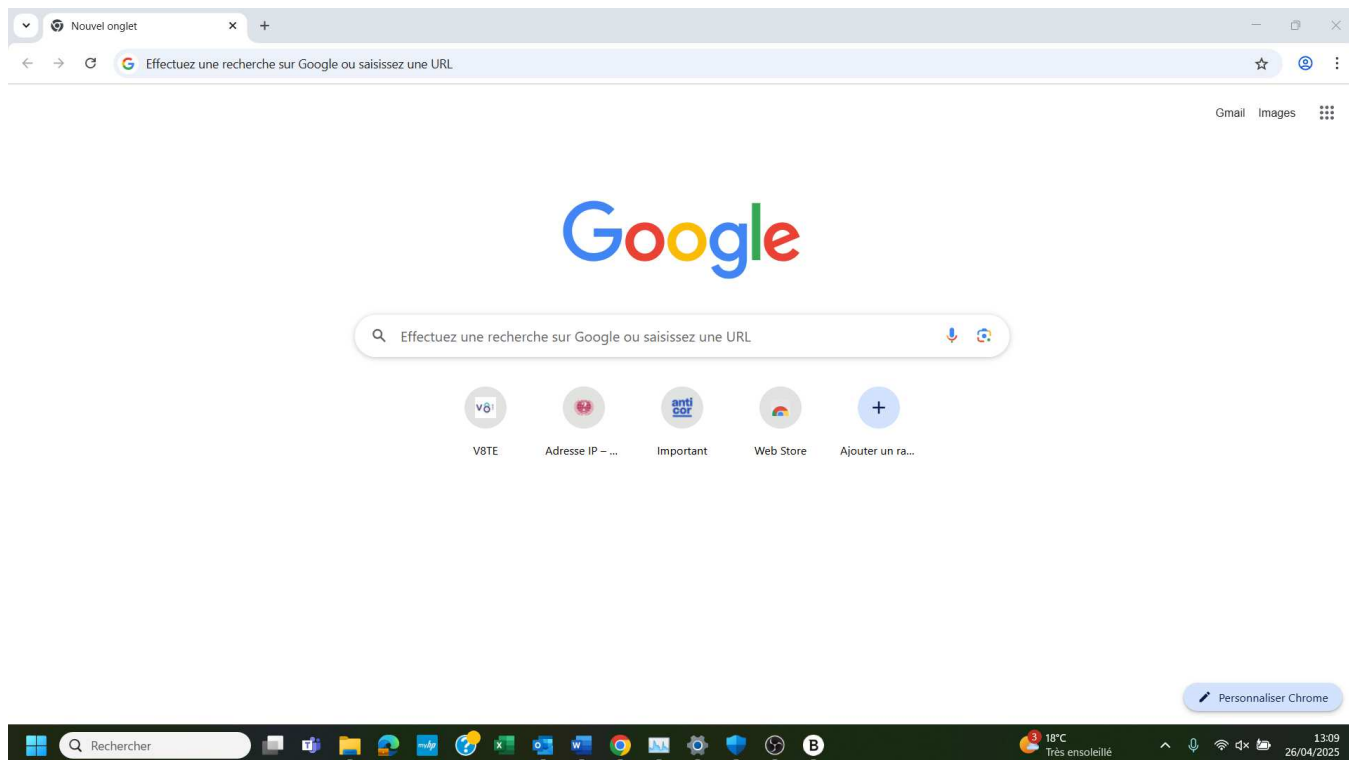 Nouvel onglet
Effectuez une recherche sur Google ou saisissez une URL
Gmail Images
Google
Effectuez une recherche sur Google ou saisissez une URL
anti
cor
V8TE Adresse IP – ... Important Web Store Ajouter un ra...
Personnaliser Chrome
Rechercher
3 18°C
Très ensoleillé
13:09
26/04/2025